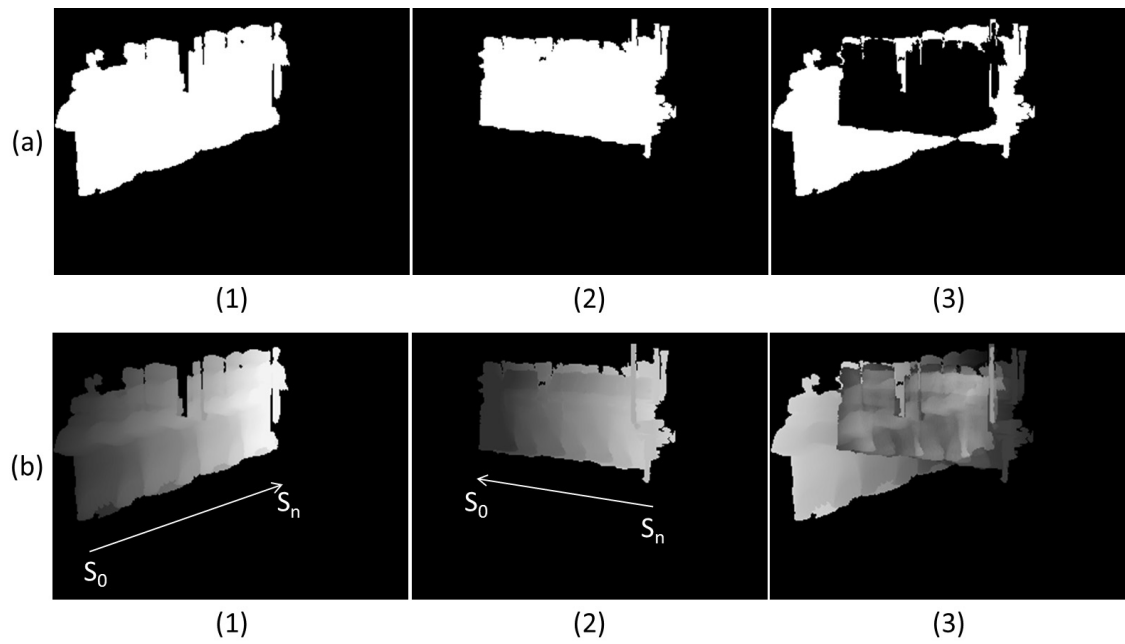 (a)
(1) (2) (3)
(b)
S₀ Sₙ S₀ Sₙ
(1) (2) (3)